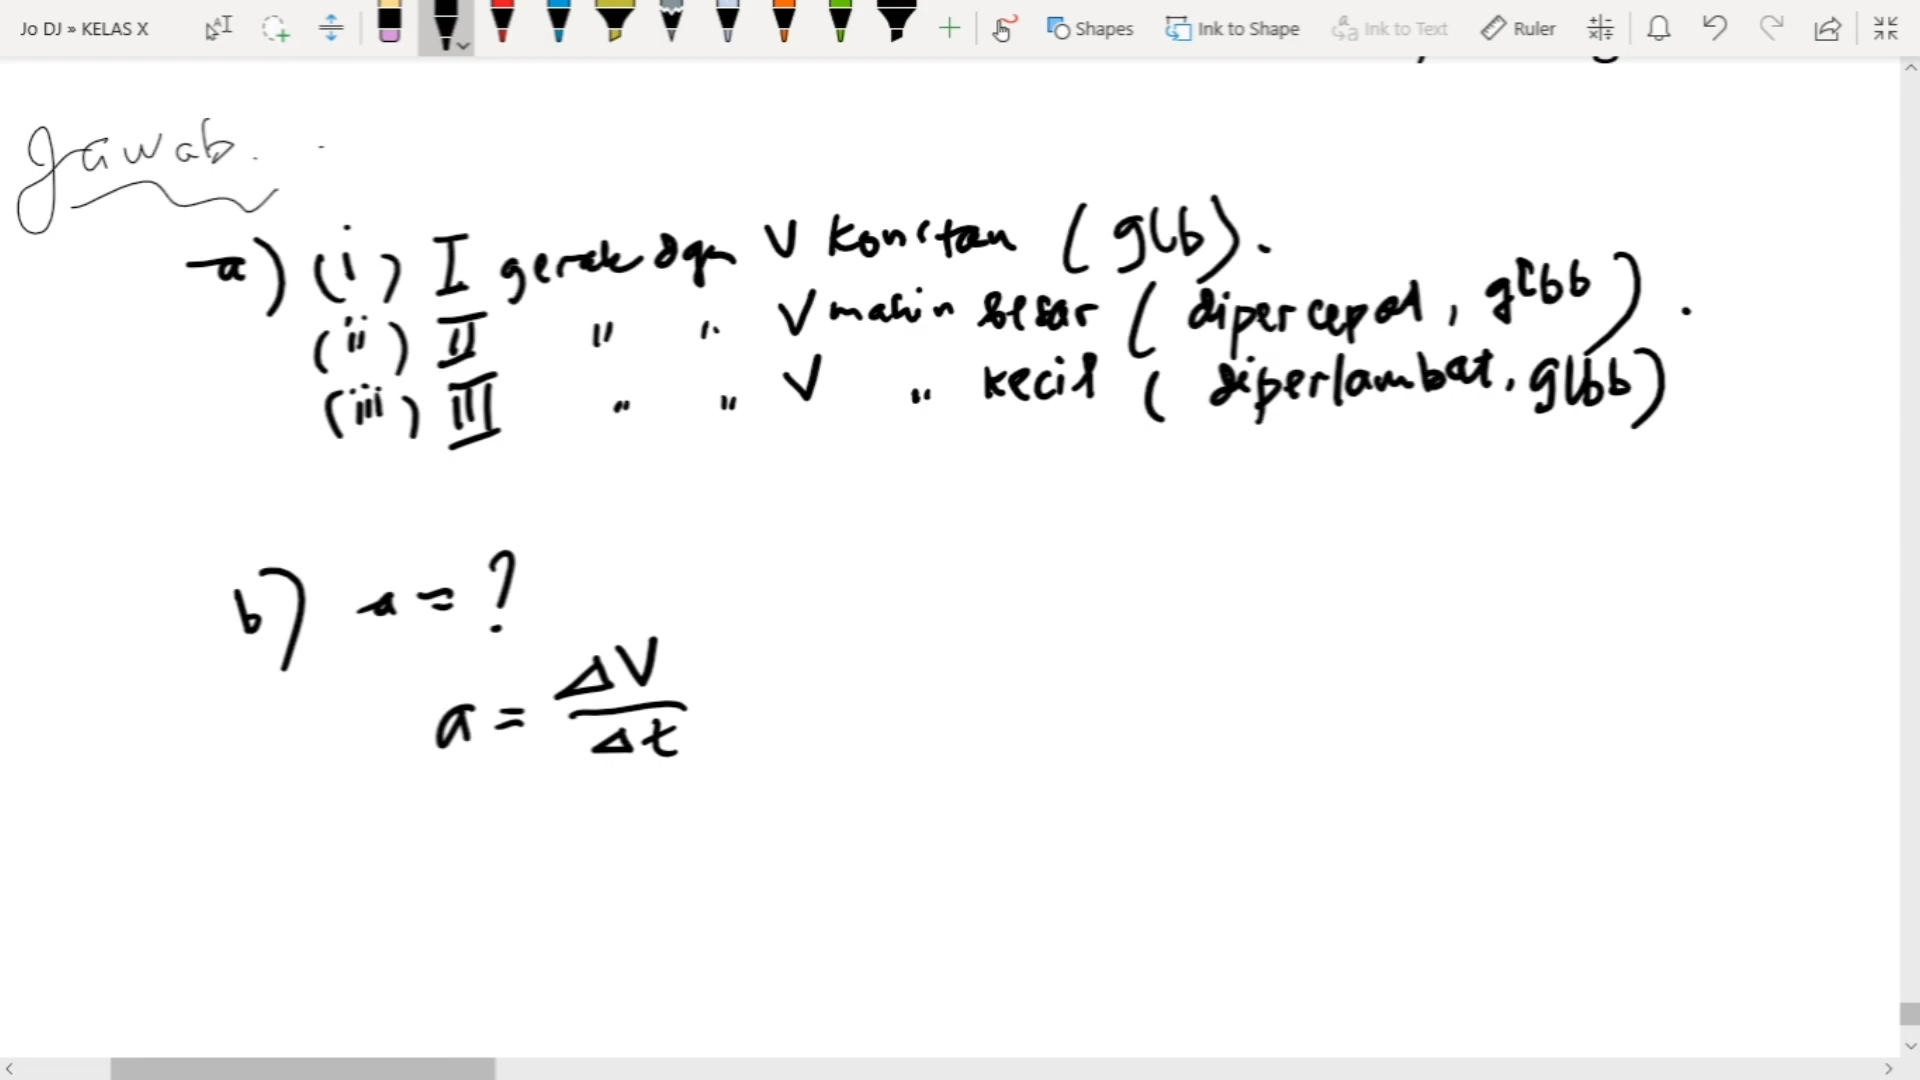 Jo DJ » KELAS X
Shapes
Ink to Shape
Ink to Text
Ruler
Jawab.
a) (i) I gerak dgn V konstan (glb).
(ii) II " " V makin besar (dipercepat, glbb).
(iii) III " " V " kecil (diperlambat, glbb)
b) a = ?
a = ΔV
Δt